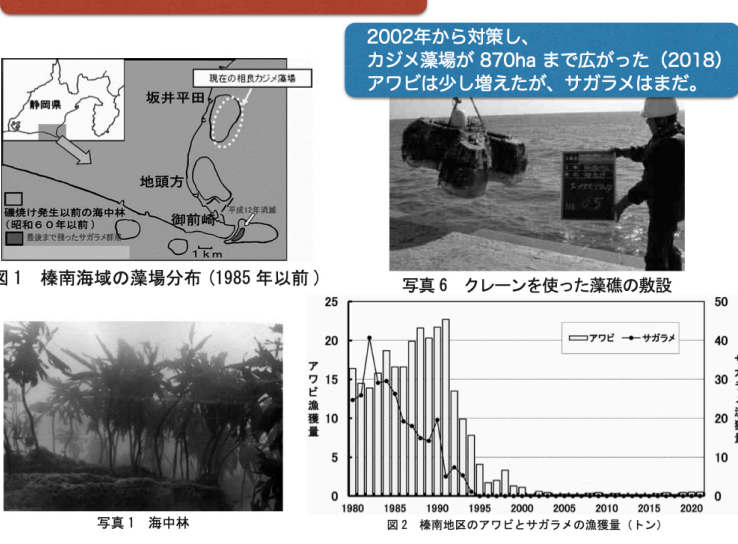 2002年から対策し、
カジメ藻場が 870ha まで広がった（2018）
アワビは少し増えたが、サガラメはまだ。
現在の相良カジメ藻場
静岡県
坂井平田
地頭方
御前崎
平成12年消滅
磯焼け発生以前の海中林
（昭和６０年以前）
最後まで残ったサガラメ群落
1 km
図１ 榛南海域の藻場分布（1985 年以前）
写真６ クレーンを使った藻礁の敷設
写真１ 海中林
アワビ サガラメ
アワビ漁獲量
25
20
15
10
5
0
50
40
30
20
10
0
1980 1985 1990 1995 2000 2005 2010 2015 2020
図２ 榛南地区のアワビとサガラメの漁獲量（トン）